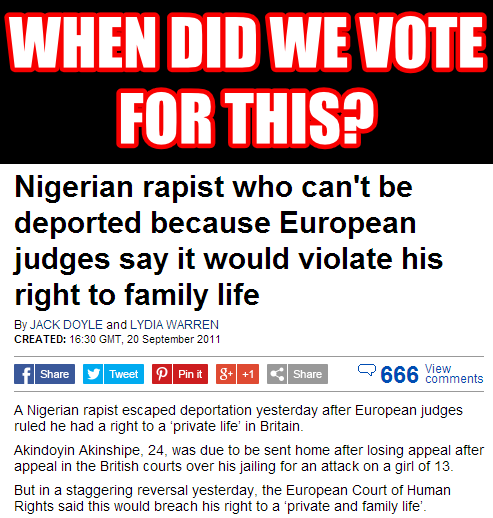 WHEN DID WE VOTE
FOR THIS?
Nigerian rapist who can't be
deported because European
judges say it would violate his
right to family life
By JACK DOYLE and LYDIA WARREN
CREATED: 16:30 GMT, 20 September 2011
Share Tweet Pin it +1 Share 666 View comments
A Nigerian rapist escaped deportation yesterday after European judges
ruled he had a right to a ‘private life’ in Britain.
Akindoyin Akinshipe, 24, was due to be sent home after losing appeal after
appeal in the British courts over his jailing for an attack on a girl of 13.
But in a staggering reversal yesterday, the European Court of Human
Rights said this would breach his right to a ‘private and family life’.